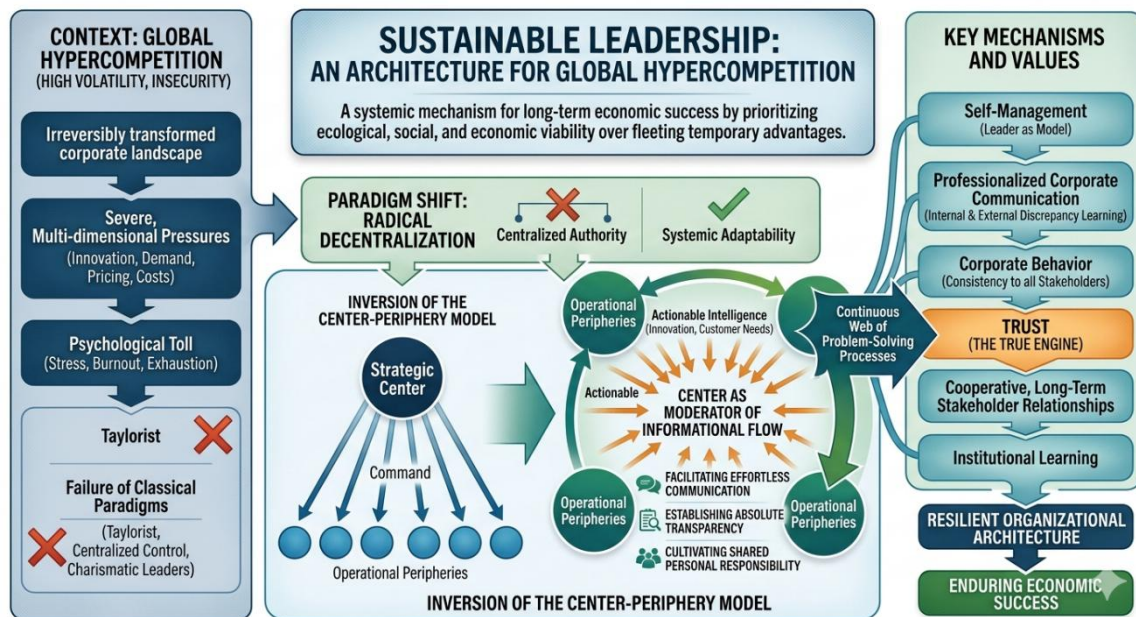 CONTEXT: GLOBAL
HYPERCOMPETITION
(HIGH VOLATILITY, INSECURITY)
Irreversibly transformed
corporate landscape
Severe,
Multi-dimensional Pressures
(Innovation, Demand,
Pricing, Costs)
Psychological Toll
(Stress, Burnout, Exhaustion)
Taylorist
Failure of Classical
Paradigms
(Taylorist,
Centralized Control,
Charismatic Leaders)
SUSTAINABLE LEADERSHIP:
AN ARCHITECTURE FOR GLOBAL HYPERCOMPETITION
A systemic mechanism for long-term economic success by prioritizing
ecological, social, and economic viability over fleeting temporary advantages.
PARADIGM SHIFT:
RADICAL
DECENTRALIZATION
Centralized Authority
Systemic Adaptability
INVERSION OF THE
CENTER-PERIPHERY MODEL
Strategic
Center
Command
Operational Peripheries
Operational
Peripheries
Actionable Intelligence
(Innovation, Customer Needs)
Actionable
CENTER AS
MODERATOR OF
INFORMATIONAL FLOW
Operational
Peripheries
Operational
Peripheries
FACILITATING EFFORTLESS
COMMUNICATION
ESTABLISHING ABSOLUTE
TRANSPARENCY
CULTIVATING SHARED
PERSONAL RESPONSIBILITY
INVERSION OF THE CENTER-PERIPHERY MODEL
Continuous
Web of
Problem-Solving
Processes
KEY MECHANISMS
AND VALUES
Self-Management
(Leader as Model)
Professionalized Corporate
Communication
(Internal & External Discrepancy Learning)
Corporate Behavior
(Consistency to all Stakeholders)
TRUST
(THE TRUE ENGINE)
Cooperative, Long-Term
Stakeholder Relationships
Institutional Learning
RESILIENT ORGANIZATIONAL
ARCHITECTURE
ENDURING ECONOMIC
SUCCESS